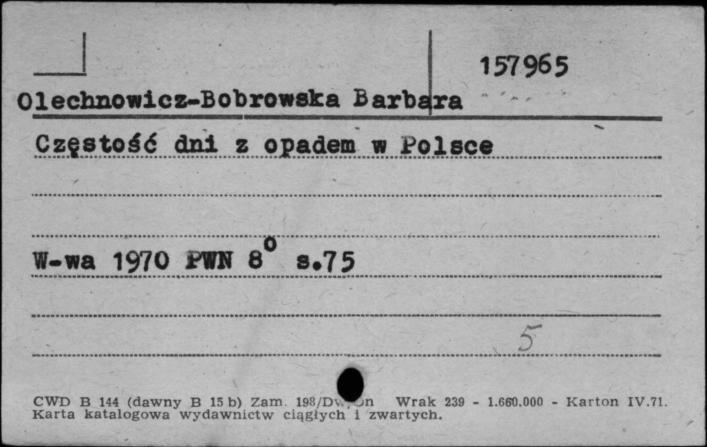 157965
Olechnowicz-Bobrowska Barbara
Częstość dni z opadem w Polsce
W-wa 1970 PWN 8⁰ s.75
5
CWD B 144 (dawny B 15 b) Zam. 198/ Wrak 239 - 1.660.000 - Karton IV.71.
Karta katalogowa wydawnictw ciągłych i zwartych.